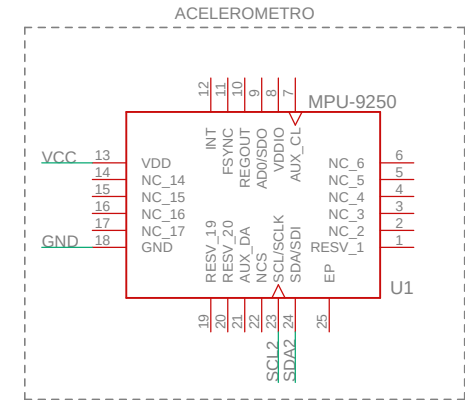 ACELEROMETRO
12 11 10 9 8 7
MPU-9250
INT FSYNC REGOUT AD0/SDO VDDIO AUX_CL
VCC 13 VDD NC_6 6
14 NC_14 NC_5 5
15 NC_15 NC_4 4
16 NC_16 NC_3 3
17 NC_17 NC_2 2
GND 18 GND RESV_1 1
RESV_19 RESV_20 AUX_DA NCS SCL/SCLK SDA/SDI EP
U1
19 20 21 22 23 24 25
SCL2 SDA2